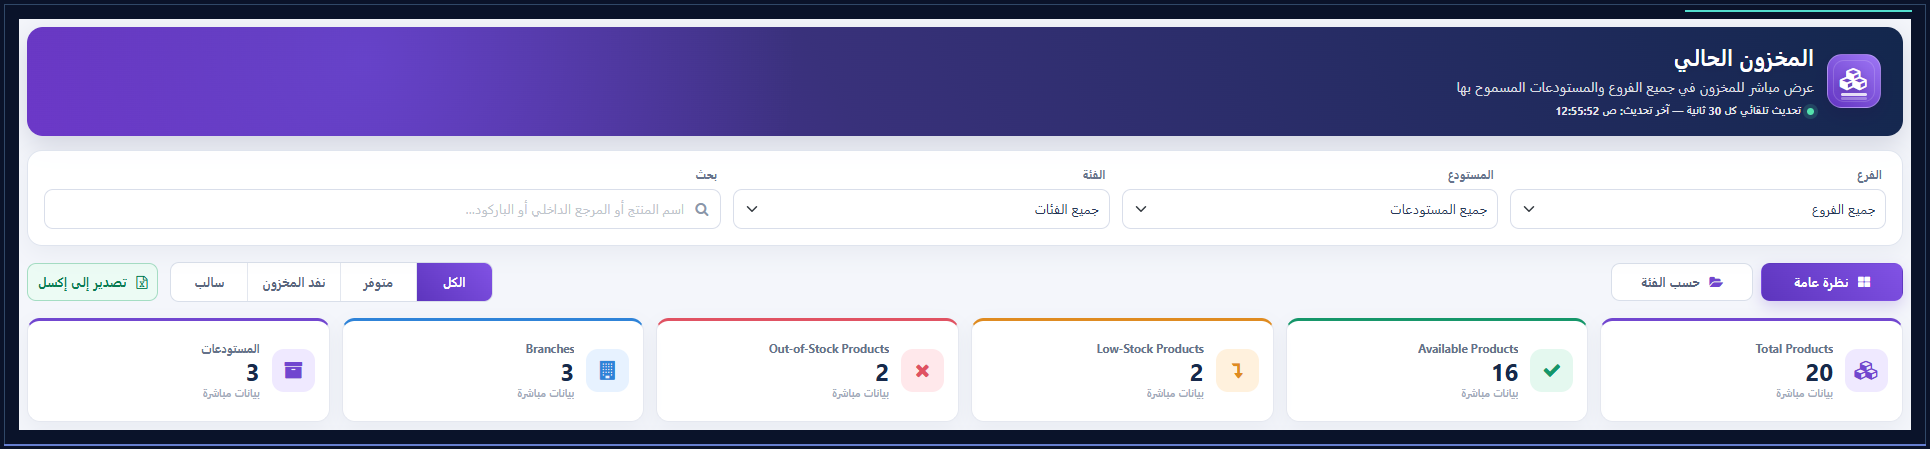 المخزون الحالي
عرض مباشر للمخزون في جميع الفروع والمستودعات المسموح بها
تحديث تلقائي كل 30 ثانية — آخر تحديث: ص 12:55:52
الفرع
جميع الفروع
المستودع
جميع المستودعات
الفئة
جميع الفئات
بحث
اسم المنتج أو المرجع الداخلي أو الباركود...
نظرة عامة
حسب الفئة
الكل
متوفر
نفد المخزون
سالب
تصدير إلى إكسل
Total Products
20
بيانات مباشرة
Available Products
16
بيانات مباشرة
Low-Stock Products
2
بيانات مباشرة
Out-of-Stock Products
2
بيانات مباشرة
Branches
3
بيانات مباشرة
المستودعات
3
بيانات مباشرة